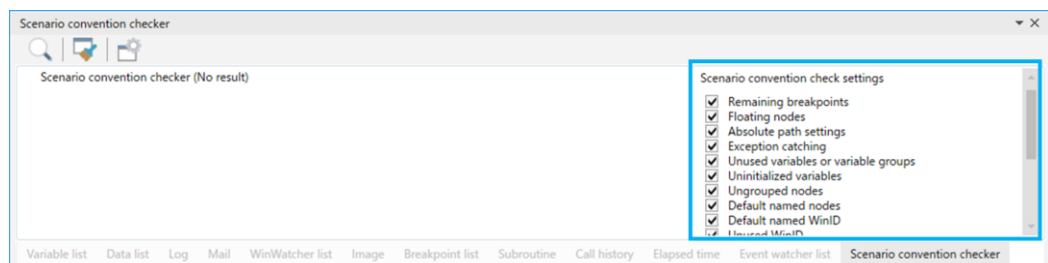 Scenario convention checker
Scenario convention checker (No result)
Scenario convention check settings
Remaining breakpoints
Floating nodes
Absolute path settings
Exception catching
Unused variables or variable groups
Uninitialized variables
Ungrouped nodes
Default named nodes
Default named WinID
Unused WinID
Variable list Data list Log Mail WinWatcher list Image Breakpoint list Subroutine Call history Elapsed time Event watcher list Scenario convention checker